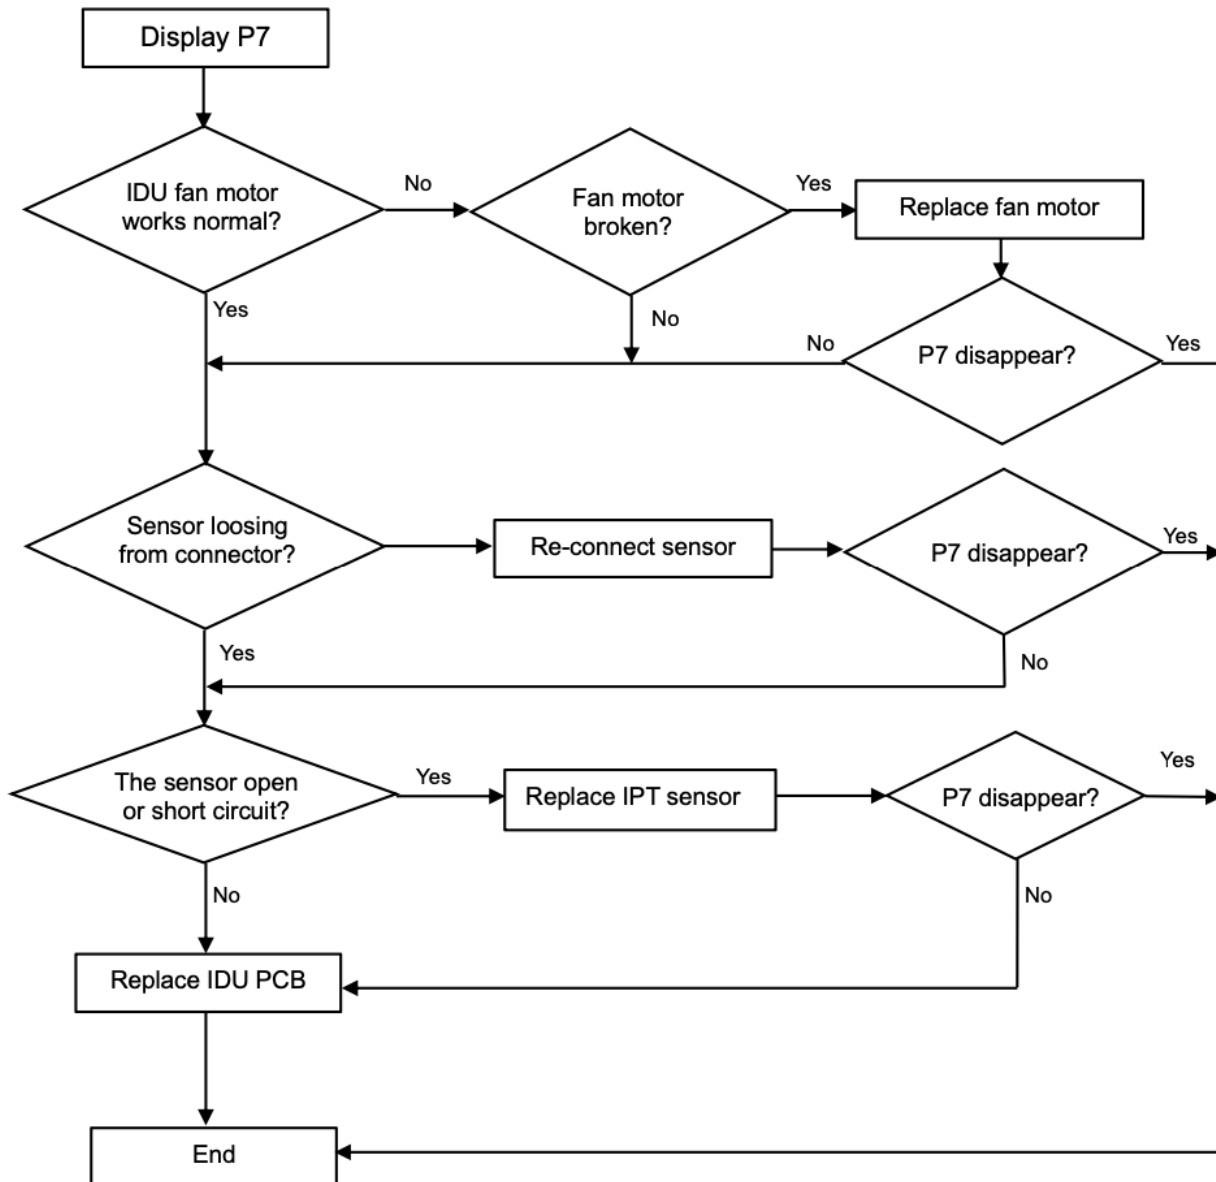 Display P7
IDU fan motor
works normal?
No
Fan motor
broken?
Yes
Replace fan motor
Yes
No
No
P7 disappear?
Yes
Sensor loosing
from connector?
Re-connect sensor
P7 disappear?
Yes
Yes
No
The sensor open
or short circuit?
Yes
Replace IPT sensor
P7 disappear?
Yes
No
No
Replace IDU PCB
End